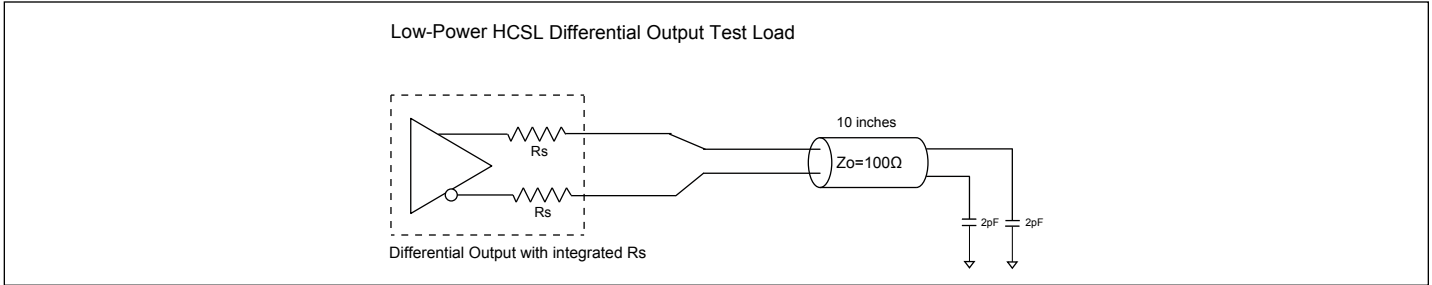 Low-Power HCSL Differential Output Test Load
10 inches
Rs
Zo=100Ω
Rs
2pF
2pF
Differential Output with integrated Rs